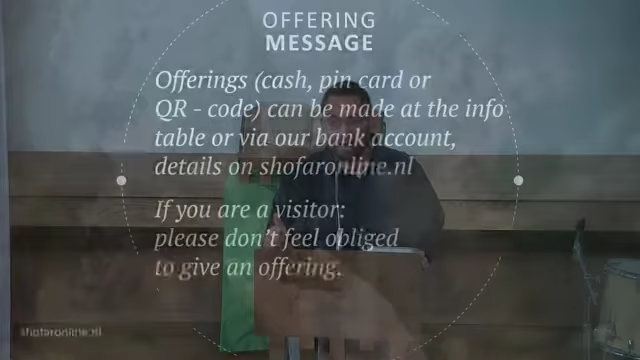 OFFERING
MESSAGE
Offerings (cash, pin card or
QR - code) can be made at the info
table or via our bank account,
details on shofaronline.nl
If you are a visitor:
please don't feel obliged
to give an offering.
shofaronline.nl